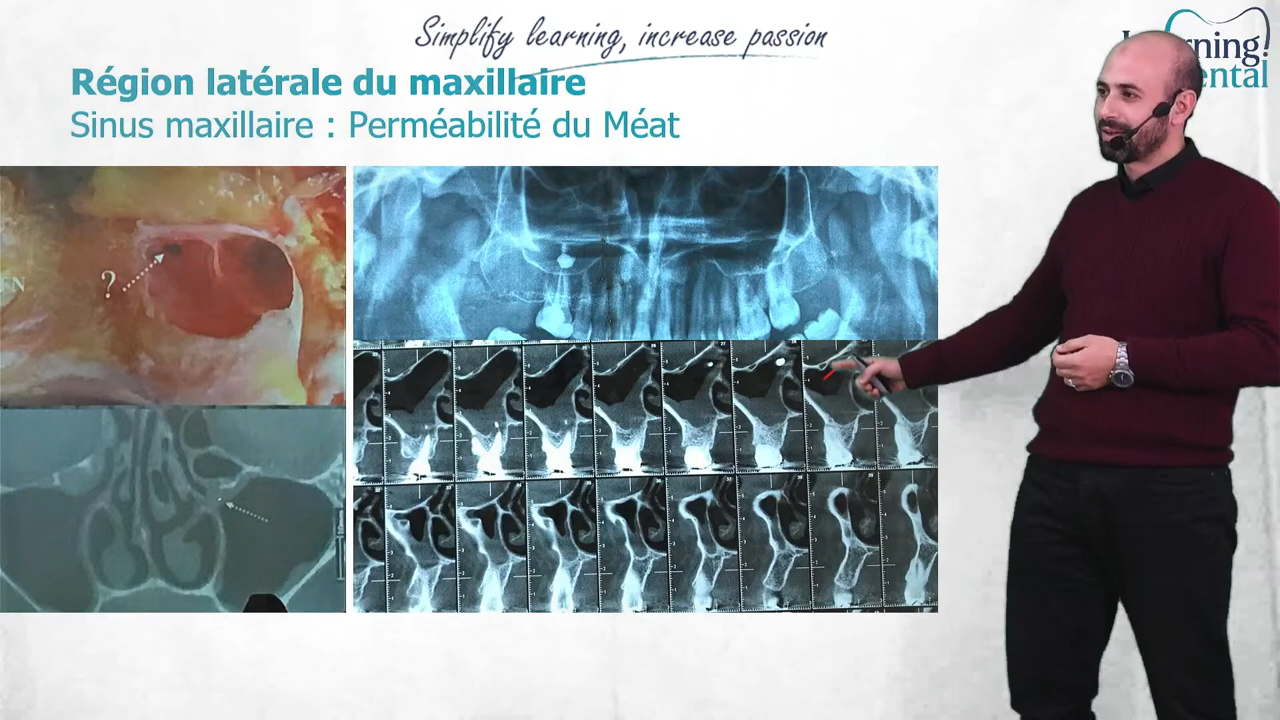 Simplify learning, increase passion
Région latérale du maxillaire
Sinus maxillaire : Perméabilité du Méat
?
N